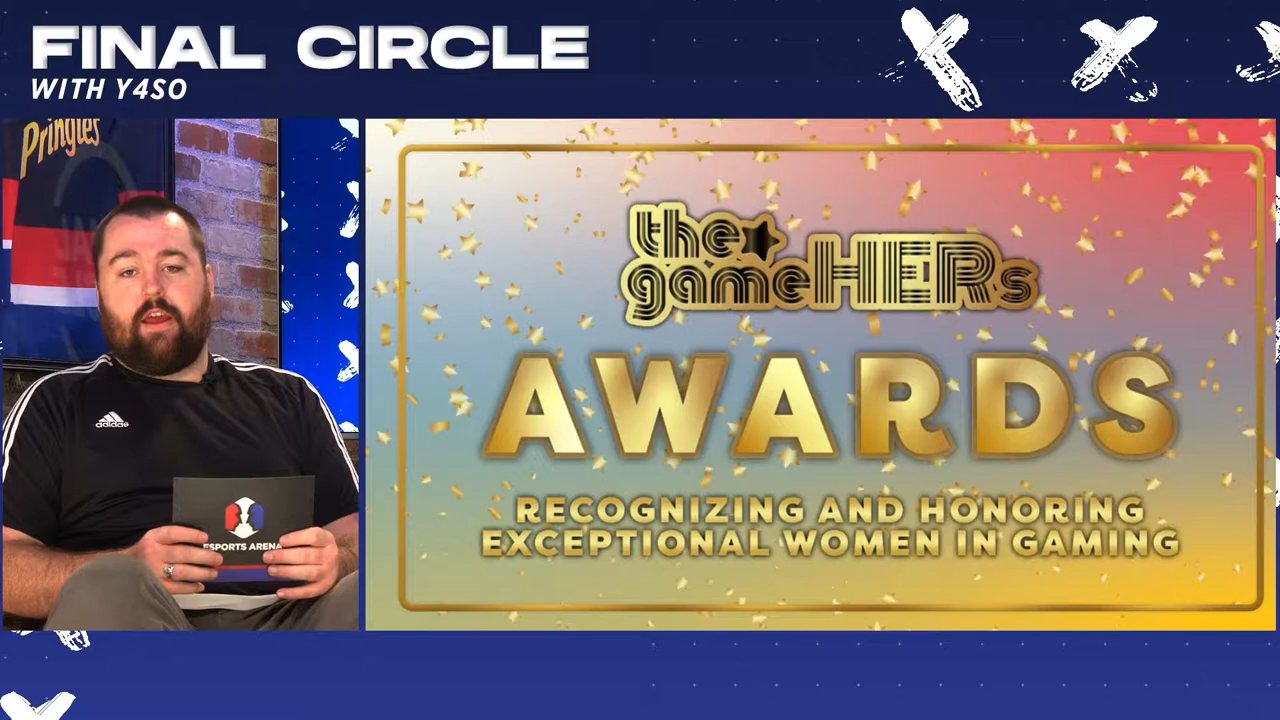 FINAL CIRCLE
WITH Y4SO
Pringles
adidas
ESPORTS ARENA
the
gameHERs
AWARDS
RECOGNIZING AND HONORING
EXCEPTIONAL WOMEN IN GAMING